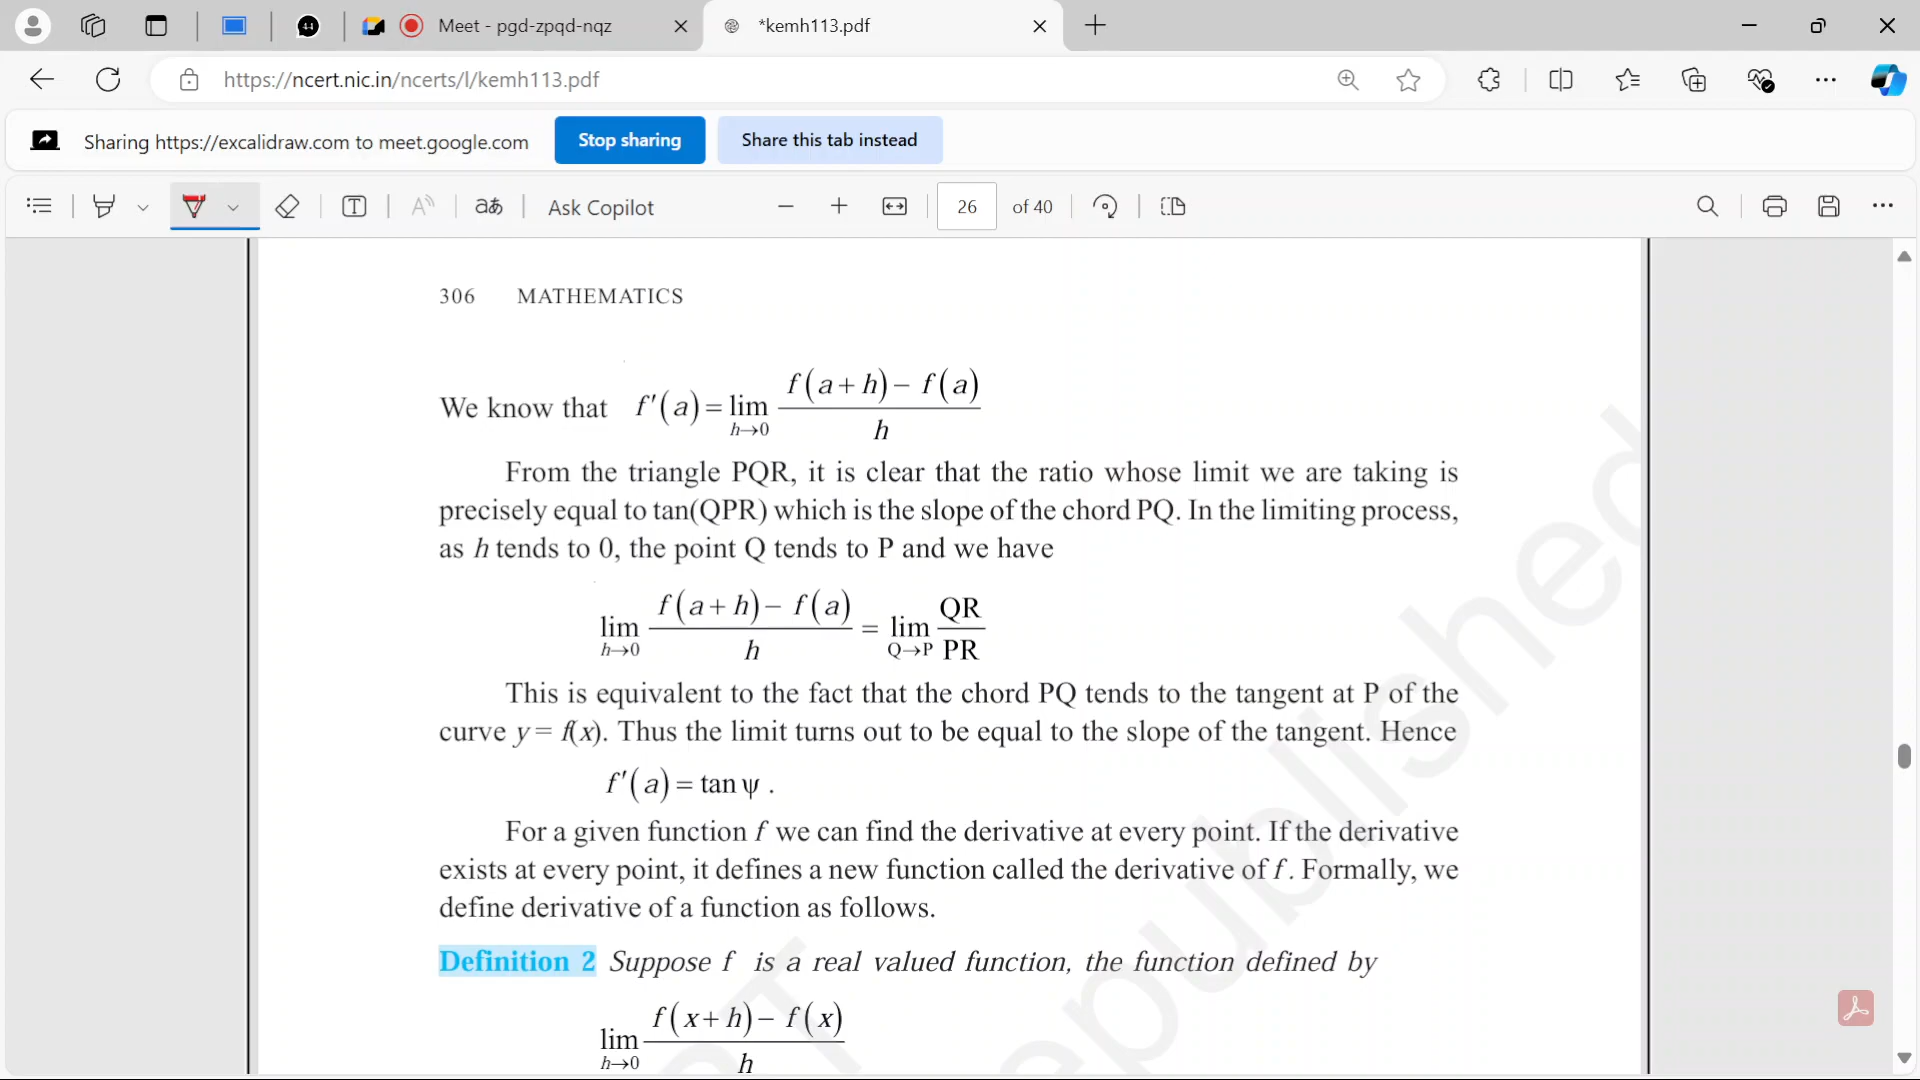 Meet - pgd-zpqd-nqz
*kemh113.pdf
https://ncert.nic.in/ncerts/l/kemh113.pdf
Sharing https://excalidraw.com to meet.google.com
Stop sharing
Share this tab instead
Ask Copilot
26 of 40
306 MATHEMATICS
We know that f'(a) = lim h→0 f(a+h) − f(a) / h
From the triangle PQR, it is clear that the ratio whose limit we are taking is
precisely equal to tan(QPR) which is the slope of the chord PQ. In the limiting process,
as h tends to 0, the point Q tends to P and we have
lim h→0 f(a+h) − f(a) / h = lim Q→P QR / PR
This is equivalent to the fact that the chord PQ tends to the tangent at P of the
curve y = f(x). Thus the limit turns out to be equal to the slope of the tangent. Hence
f'(a) = tan ψ .
For a given function f we can find the derivative at every point. If the derivative
exists at every point, it defines a new function called the derivative of f . Formally, we
define derivative of a function as follows.
Definition 2 Suppose f is a real valued function, the function defined by
lim h→0 f(x+h) − f(x) / h